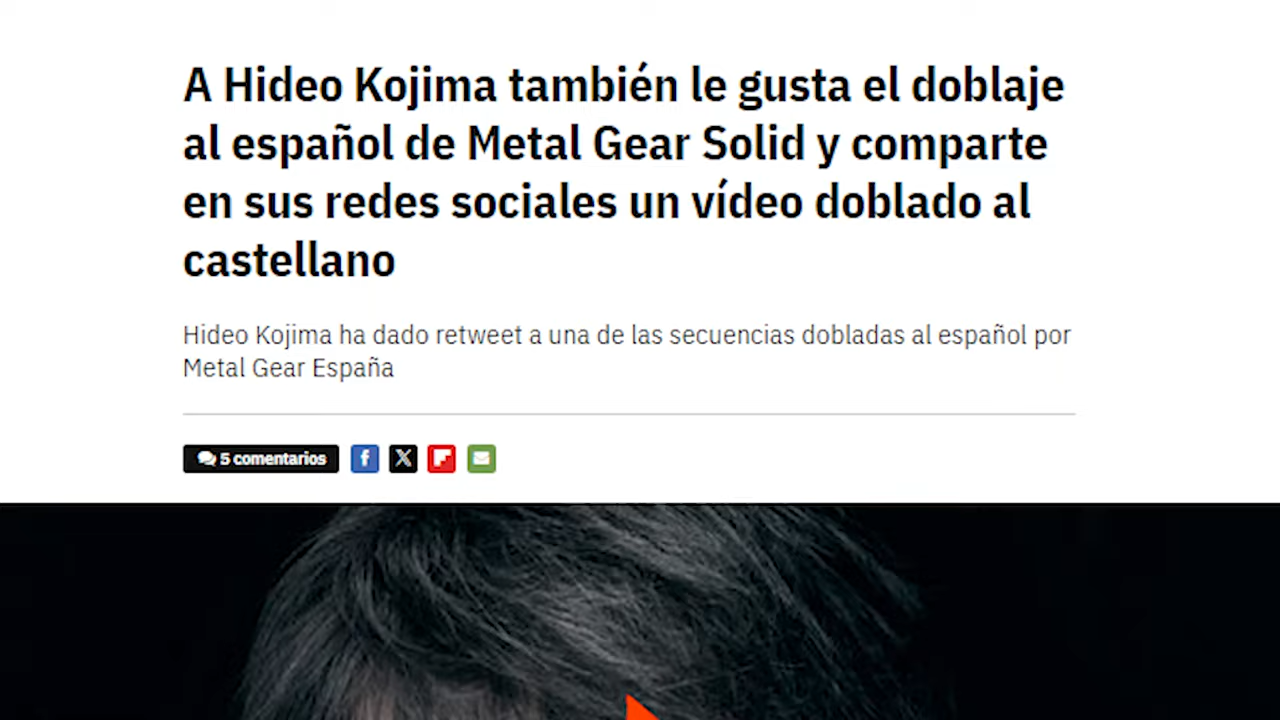 A Hideo Kojima también le gusta el doblaje
al español de Metal Gear Solid y comparte
en sus redes sociales un vídeo doblado al
castellano
Hideo Kojima ha dado retweet a una de las secuencias dobladas al español por
Metal Gear España
5 comentarios